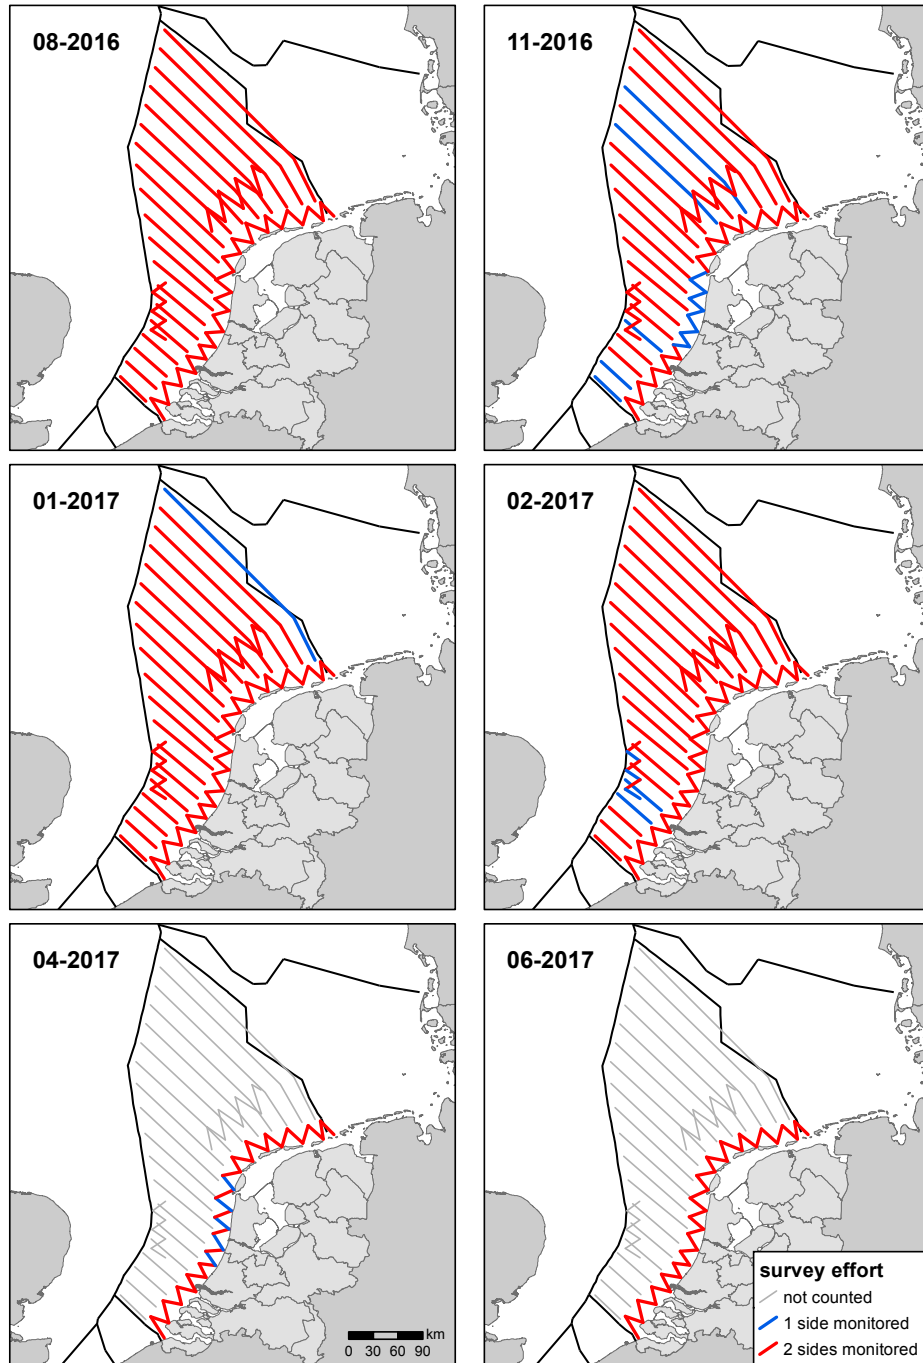 08-2016
11-2016
01-2017
02-2017
04-2017
06-2017
km
0 30 60 90
survey effort
not counted
1 side monitored
2 sides monitored